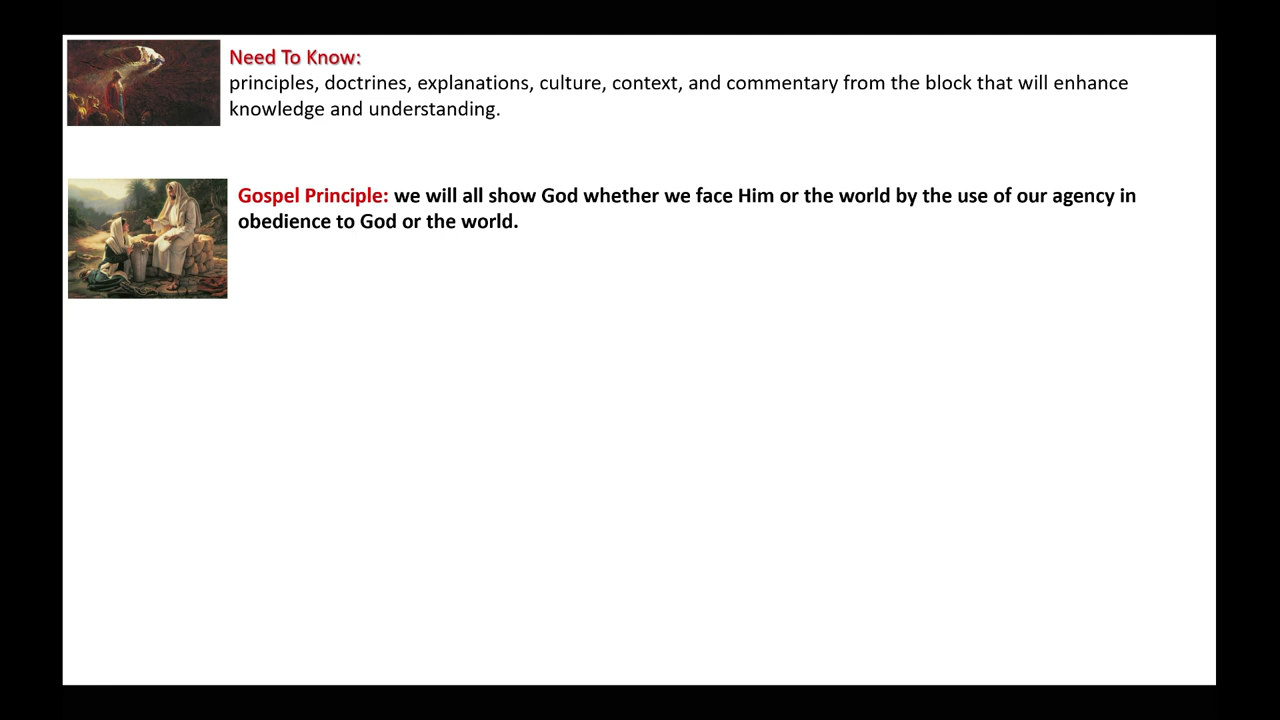 Need To Know:
principles, doctrines, explanations, culture, context, and commentary from the block that will enhance
knowledge and understanding.
Gospel Principle: we will all show God whether we face Him or the world by the use of our agency in
obedience to God or the world.